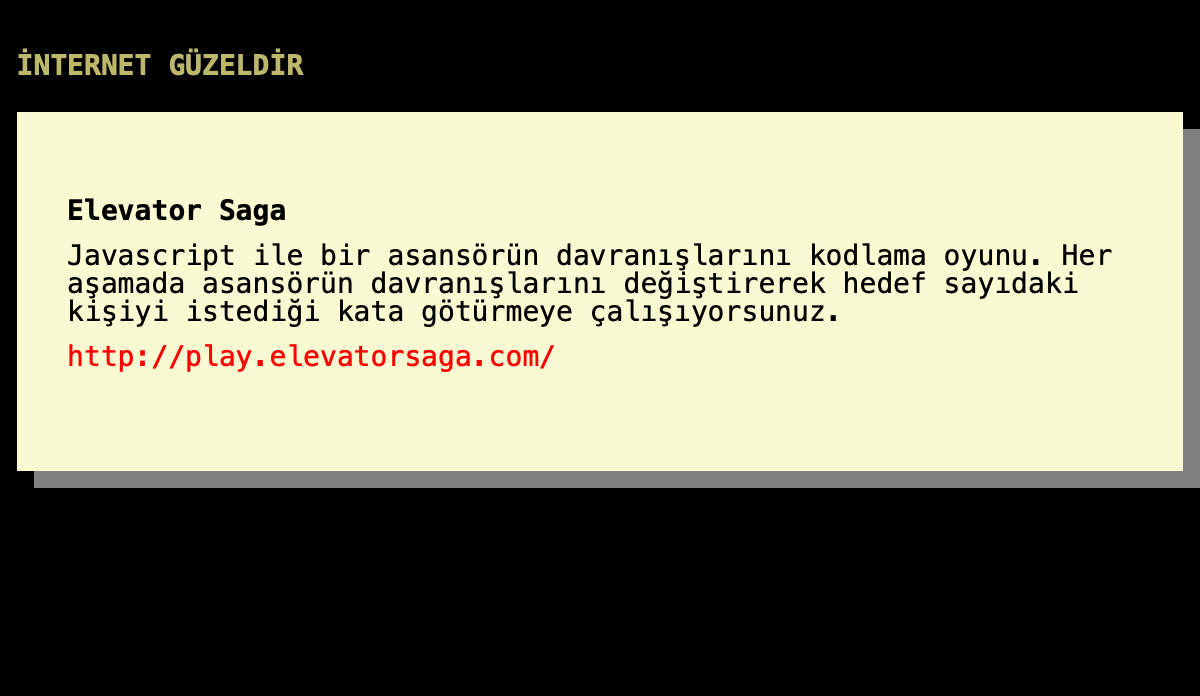 İNTERNET GÜZELDİR
Elevator Saga
Javascript ile bir asansörün davranışlarını kodlama oyunu. Her
aşamada asansörün davranışlarını değiştirerek hedef sayıdaki
kişiyi istediği kata götürmeye çalışıyorsunuz.
http://play.elevatorsaga.com/